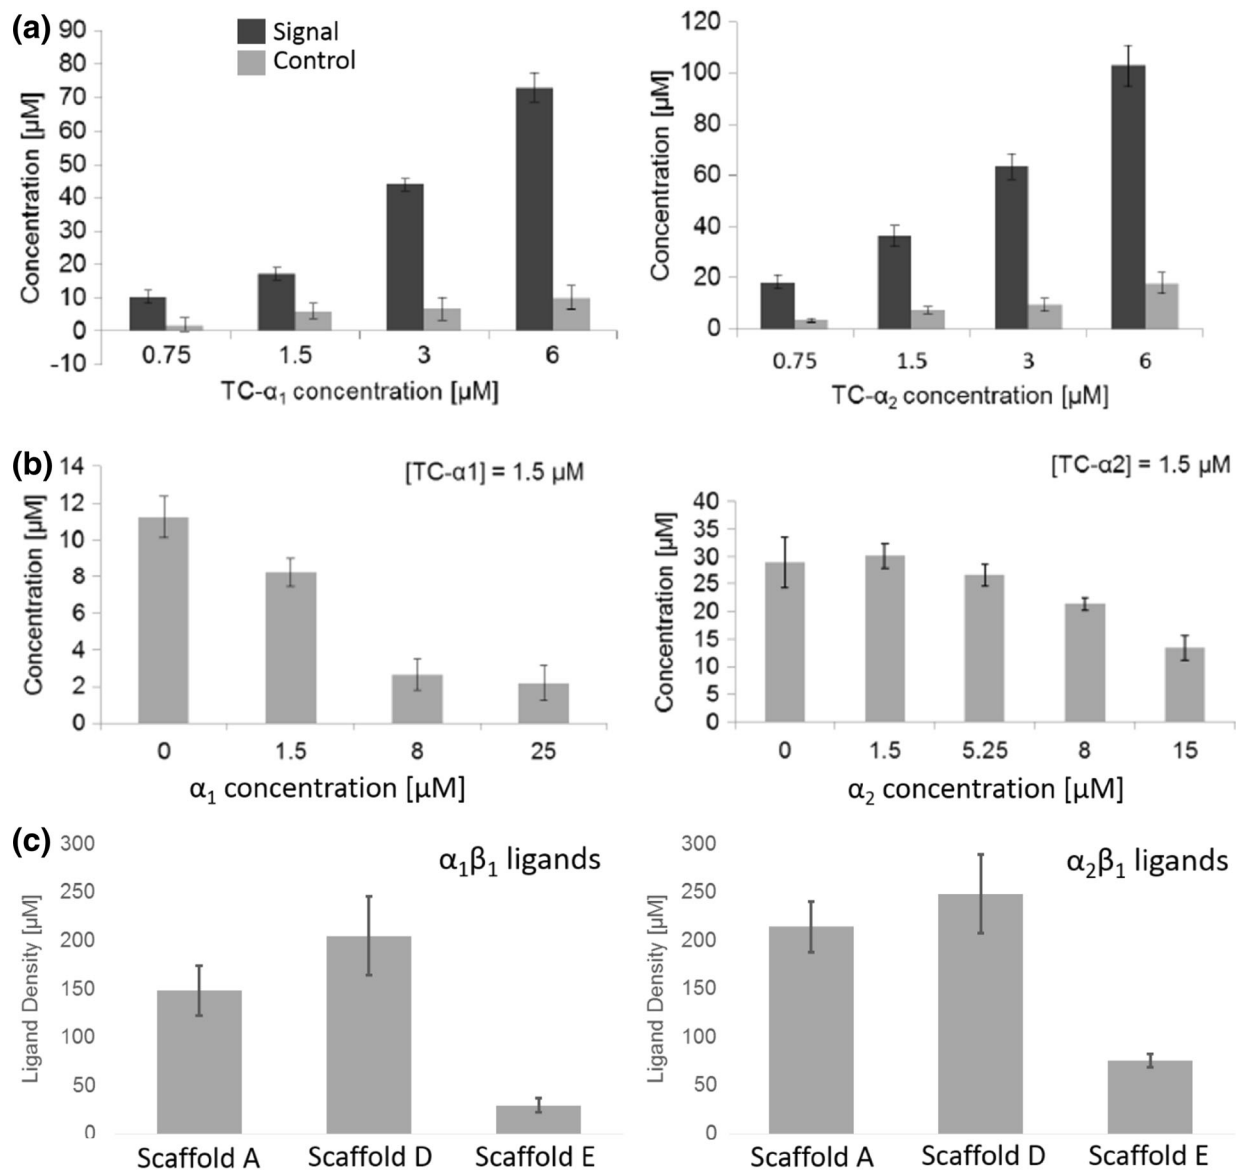 (a)
Signal
Control
Concentration [μM]
90
80
70
60
50
40
30
20
10
0
-10
0.75 1.5 3 6
TC-α₁ concentration [μM]
Concentration [μM]
120
100
80
60
40
20
0
0.75 1.5 3 6
TC-α₂ concentration [μM]
(b)
[TC-α1] = 1.5 μM
Concentration [μM]
14
12
10
8
6
4
2
0
0 1.5 8 25
α₁ concentration [μM]
[TC-α2] = 1.5 μM
Concentration [μM]
40
35
30
25
20
15
10
5
0
0 1.5 5.25 8 15
α₂ concentration [μM]
(c)
α₁β₁ ligands
Ligand Density [μM]
300
250
200
150
100
50
0
Scaffold A Scaffold D Scaffold E
α₂β₁ ligands
Ligand Density [μM]
300
250
200
150
100
50
0
Scaffold A Scaffold D Scaffold E